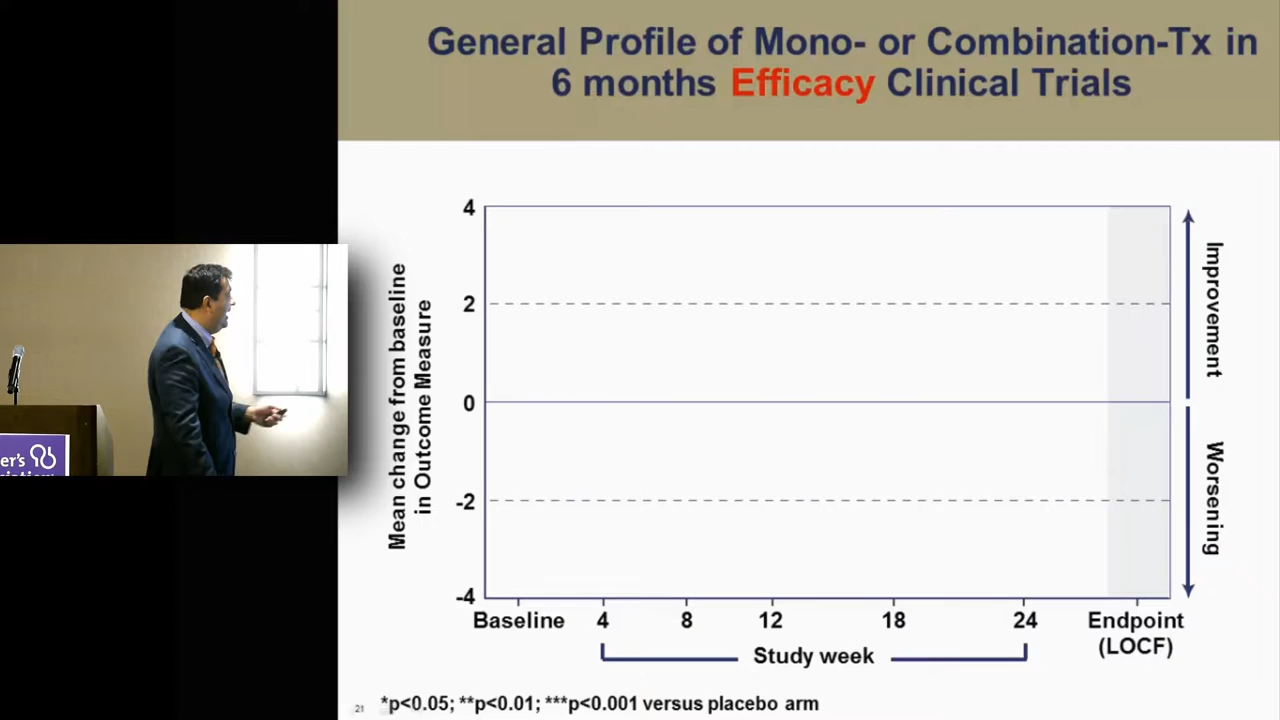 General Profile of Mono- or Combination-Tx in
6 months Efficacy Clinical Trials
4
2
0
-2
-4
Mean change from baseline
in Outcome Measure
Improvement
Worsening
Baseline 4 8 12 18 24 Endpoint
(LOCF)
Study week
21 *p<0.05; **p<0.01; ***p<0.001 versus placebo arm
er's